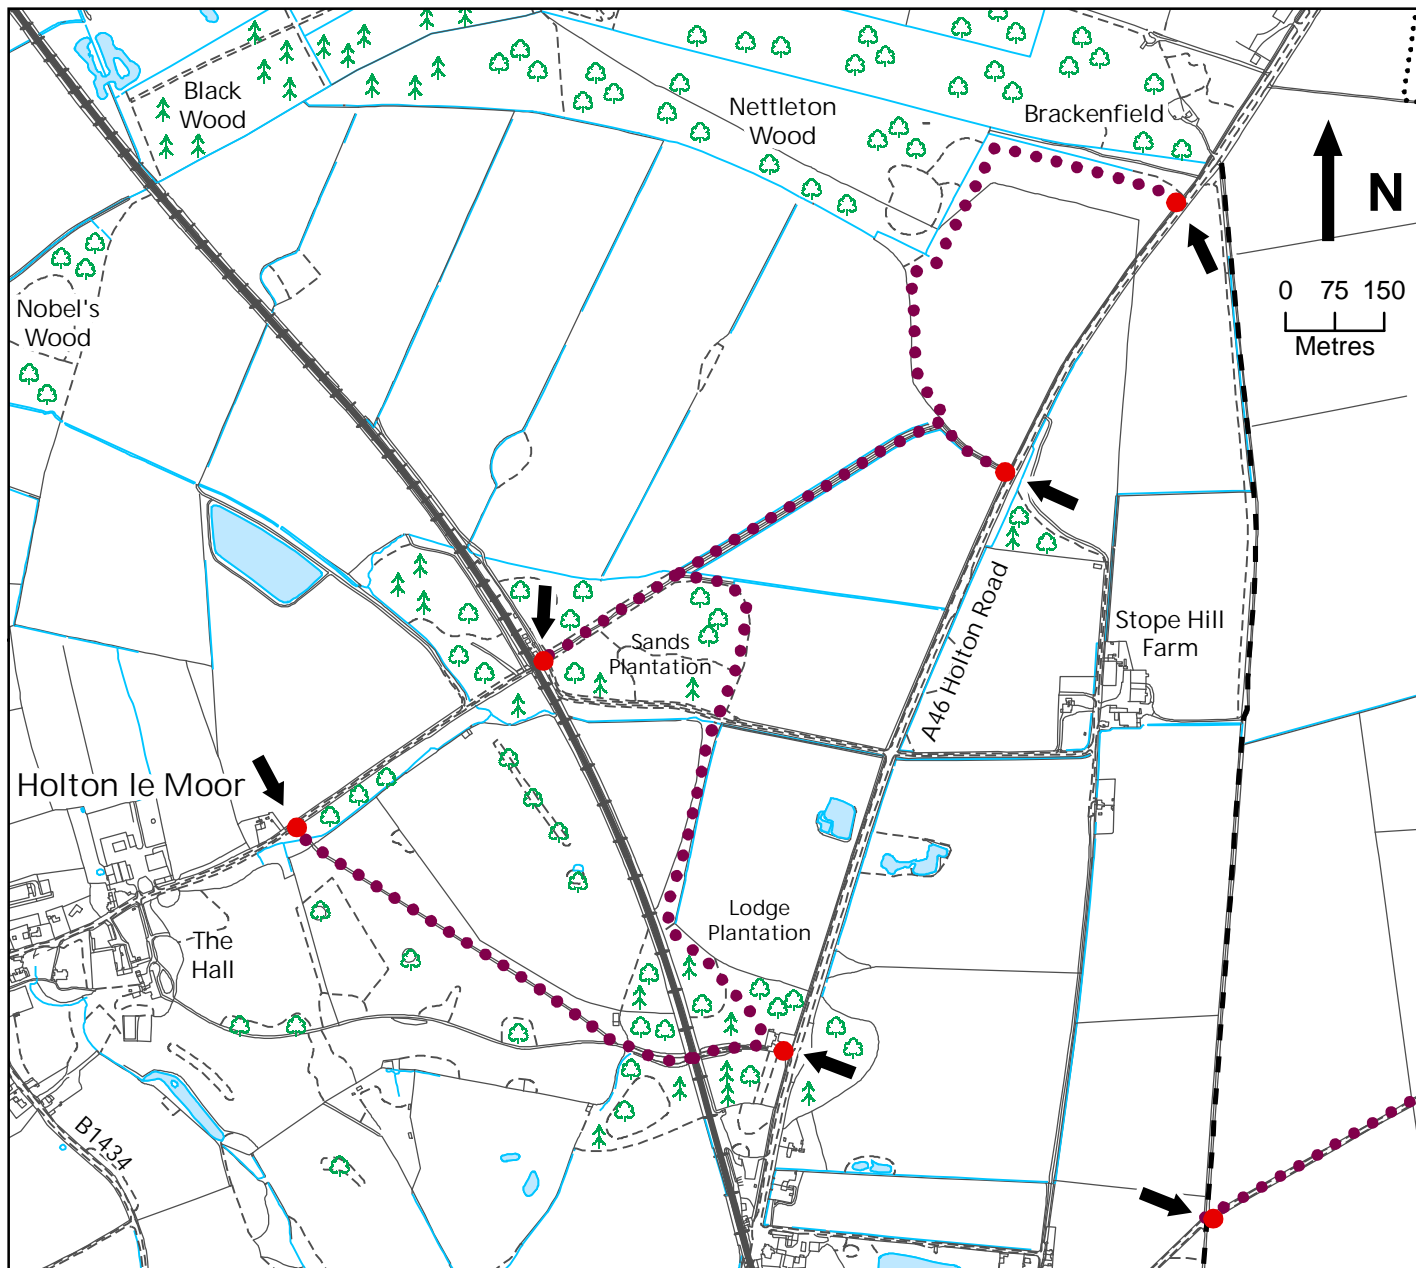 Black
Wood
Nettleton
Wood
Brackenfield
N
0 75 150
Metres
Nobel's
Wood
A46 Holton Road
Stope Hill
Farm
Sands
Plantation
Holton le Moor
Lodge
Plantation
The
Hall
B1434